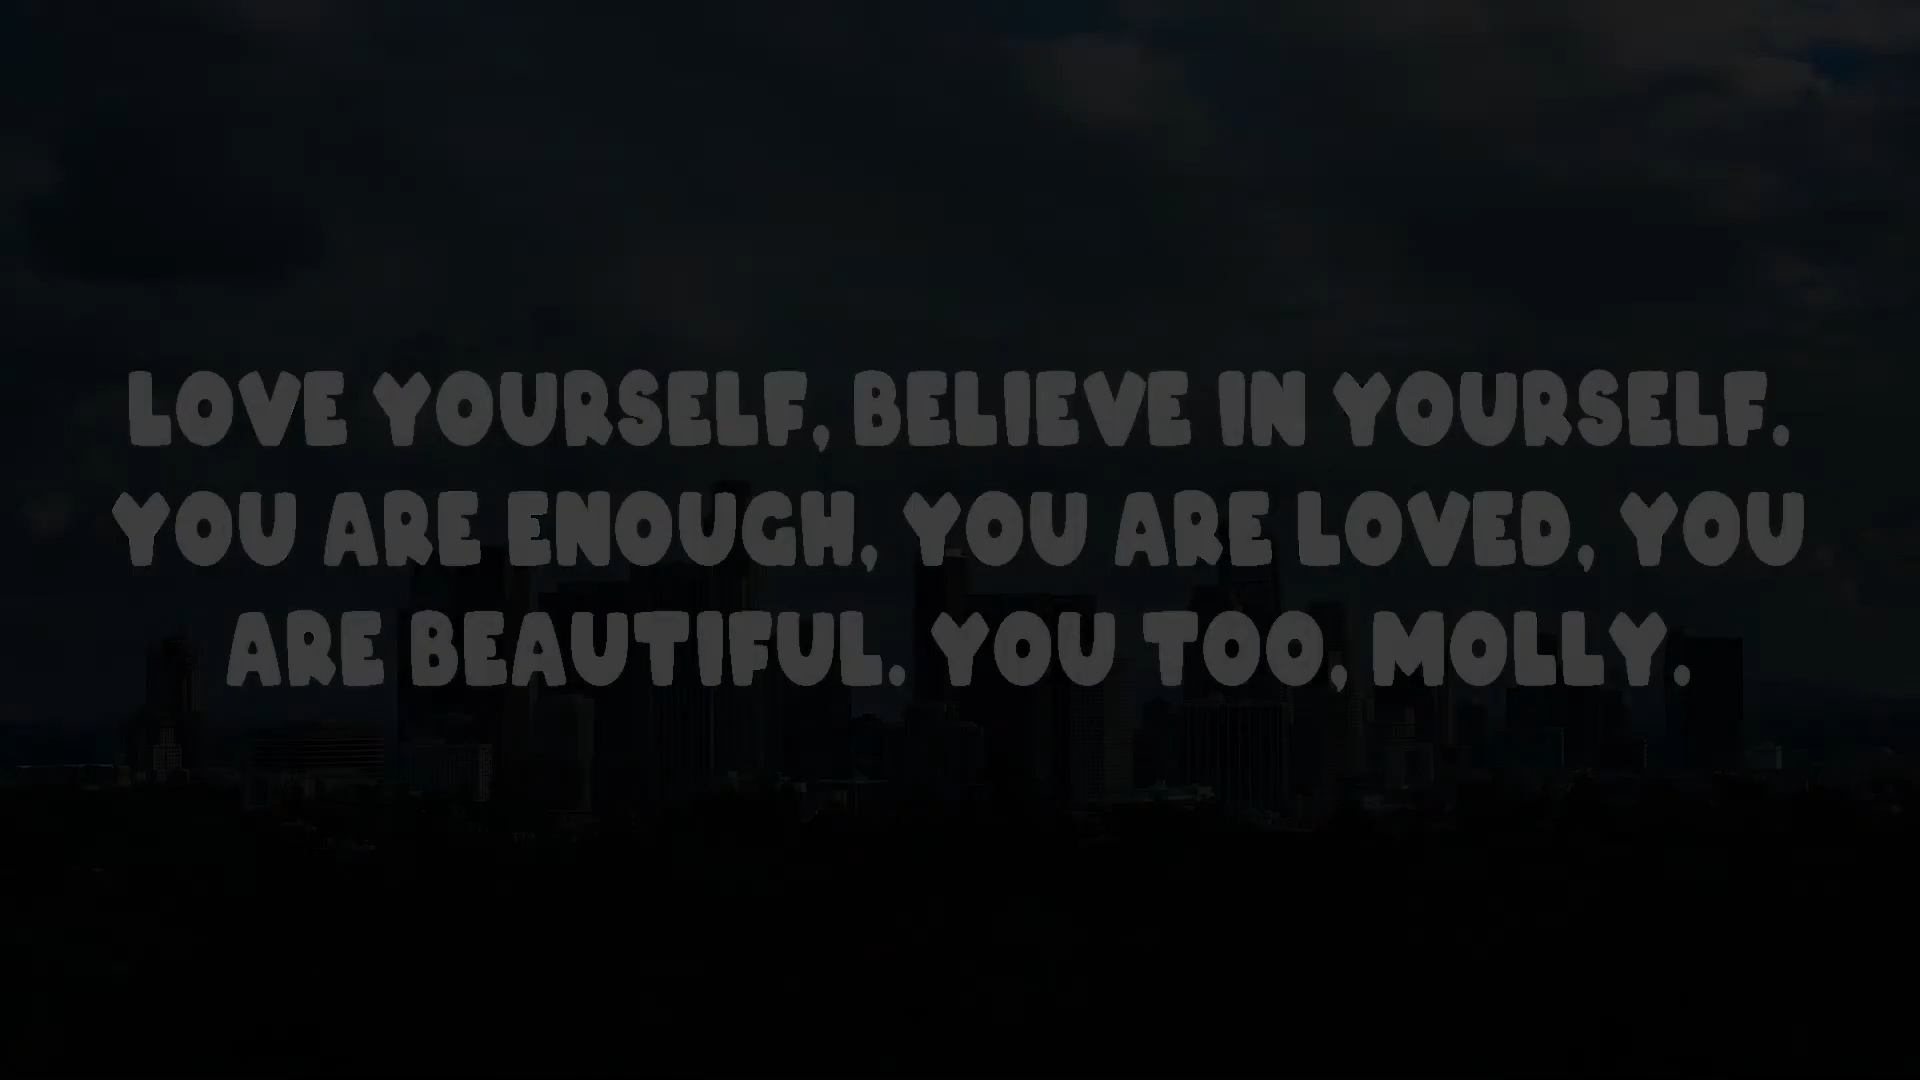 LOVE YOURSELF, BELIEVE IN YOURSELF.
YOU ARE ENOUGH, YOU ARE LOVED, YOU
ARE BEAUTIFUL. YOU TOO, MOLLY.